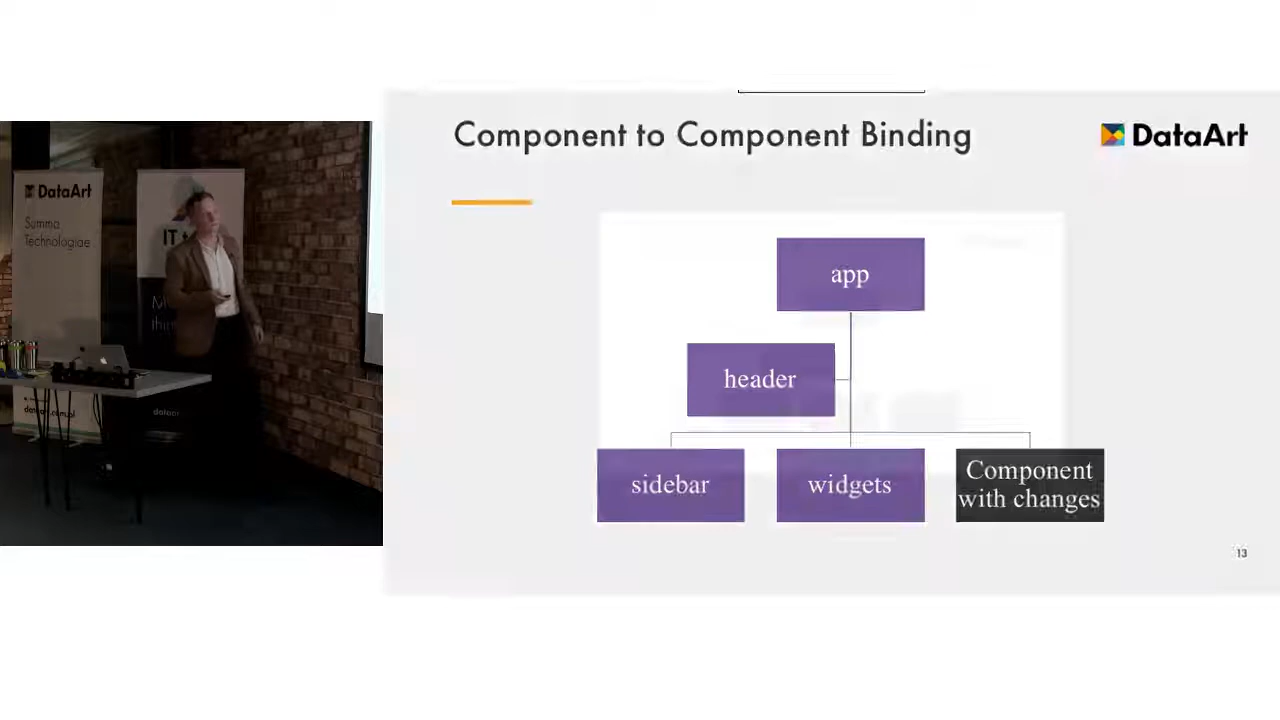 Component to Component Binding
DataArt
app
header
sidebar
widgets
Component
with changes
13
DataArt
Summa
Technologiae
IT